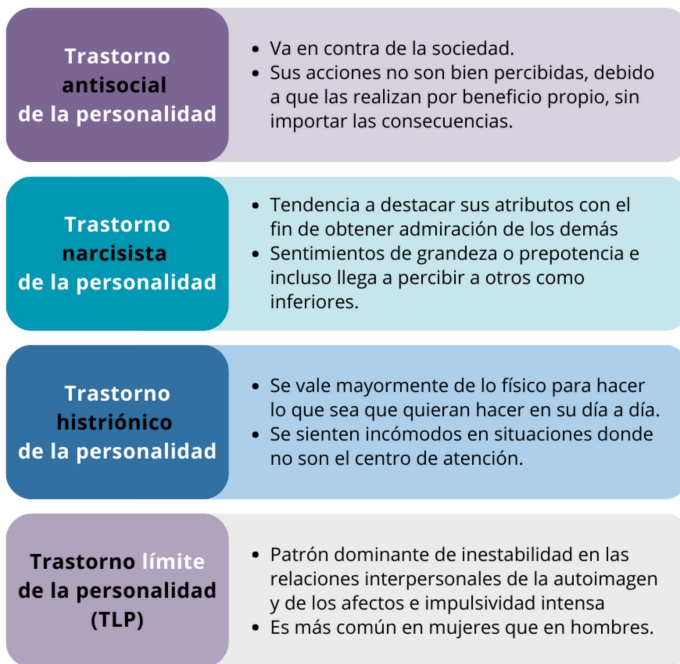 Trastorno
antisocial
de la personalidad
• Va en contra de la sociedad.
• Sus acciones no son bien percibidas, debido
a que las realizan por beneficio propio, sin
importar las consecuencias.
Trastorno
narcisista
de la personalidad
• Tendencia a destacar sus atributos con el
fin de obtener admiración de los demás
• Sentimientos de grandeza o prepotencia e
incluso llega a percibir a otros como
inferiores.
Trastorno
histriónico
de la personalidad
• Se vale mayormente de lo físico para hacer
lo que sea que quieran hacer en su día a día.
• Se sienten incómodos en situaciones donde
no son el centro de atención.
Trastorno límite
de la personalidad
(TLP)
• Patrón dominante de inestabilidad en las
relaciones interpersonales de la autoimagen
y de los afectos e impulsividad intensa
• Es más común en mujeres que en hombres.